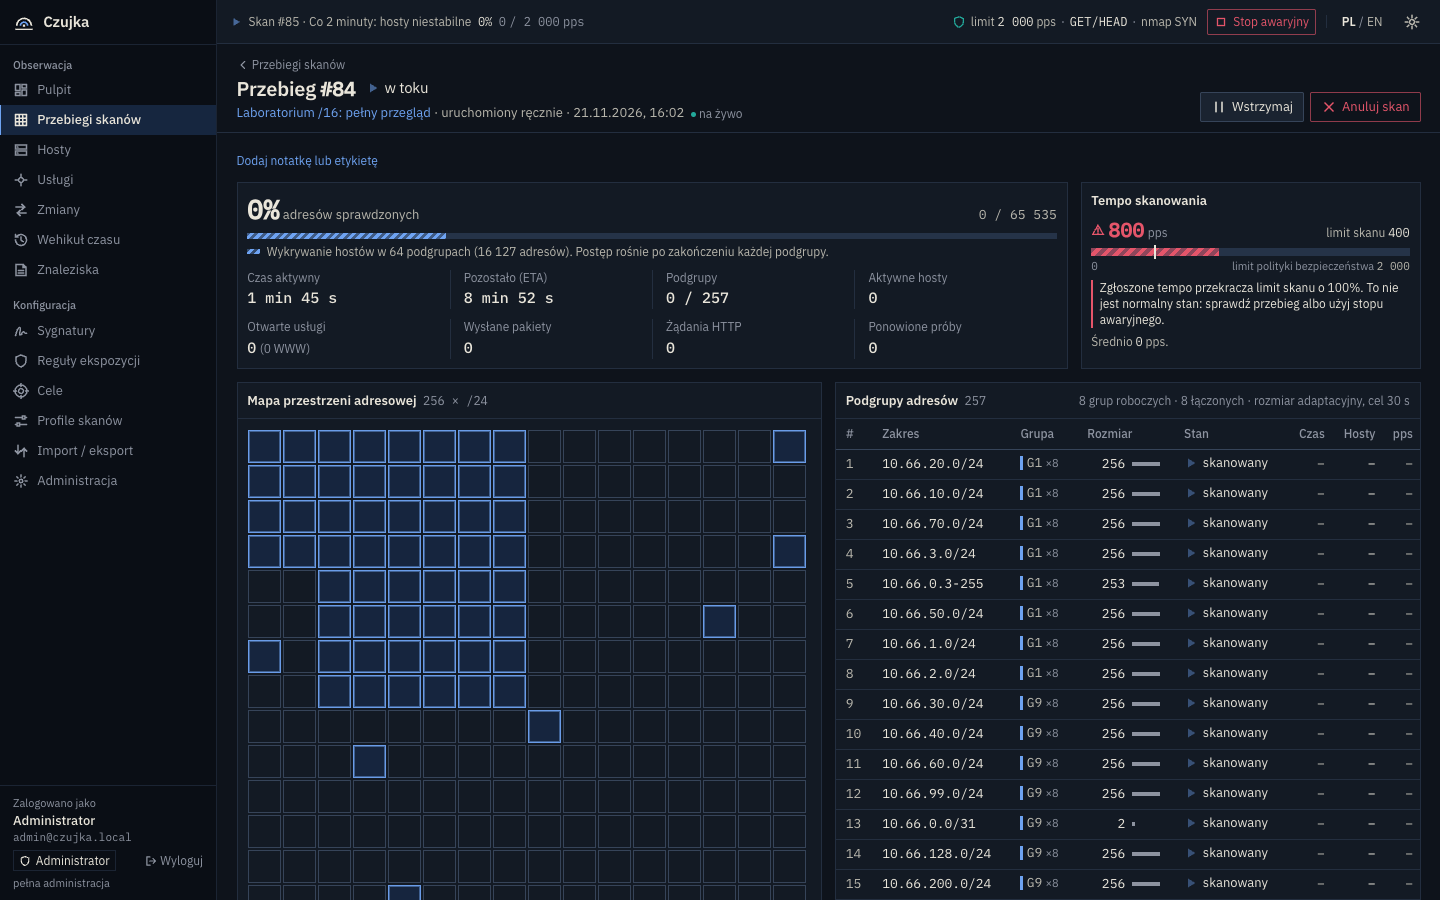 Czujka
Skan #85 · Co 2 minuty: hosty niestabilne 0% 0 / 2 000 pps
limit 2 000 pps · GET/HEAD · nmap SYN
Stop awaryjny
PL / EN
Obserwacja
Pulpit
Przebiegi skanów
Hosty
Usługi
Zmiany
Wehikuł czasu
Znaleziska
Konfiguracja
Sygnatury
Reguły ekspozycji
Cele
Profile skanów
Import / eksport
Administracja
Zalogowano jako
Administrator
admin@czujka.local
Administrator
Wyloguj
pełna administracja
Przebiegi skanów
Przebieg #84 w toku
Laboratorium /16: pełny przegląd · uruchomiony ręcznie · 21.11.2026, 16:02 na żywo
Wstrzymaj
Anuluj skan
Dodaj notatkę lub etykietę
0% adresów sprawdzonych 0 / 65 535
Wykrywanie hostów w 64 podgrupach (16 127 adresów). Postęp rośnie po zakończeniu każdej podgrupy.
Czas aktywny Pozostało (ETA) Podgrupy Aktywne hosty
1 min 45 s 8 min 52 s 0 / 257 0
Otwarte usługi Wysłane pakiety Żądania HTTP Ponowione próby
0 (0 WWW) 0 0 0
Tempo skanowania
800 pps limit skanu 400
0 limit polityki bezpieczeństwa 2 000
Zgłoszone tempo przekracza limit skanu o 100%. To nie
jest normalny stan: sprawdź przebieg albo użyj stopu
awaryjnego.
Średnio 0 pps.
Mapa przestrzeni adresowej 256 × /24
Podgrupy adresów 257 8 grup roboczych · 8 łączonych · rozmiar adaptacyjny, cel 30 s
# Zakres Grupa Rozmiar Stan Czas Hosty pps
1 10.66.20.0/24 G1 ×8 256 skanowany – – –
2 10.66.10.0/24 G1 ×8 256 skanowany – – –
3 10.66.70.0/24 G1 ×8 256 skanowany – – –
4 10.66.3.0/24 G1 ×8 256 skanowany – – –
5 10.66.0.3-255 G1 ×8 253 skanowany – – –
6 10.66.50.0/24 G1 ×8 256 skanowany – – –
7 10.66.1.0/24 G1 ×8 256 skanowany – – –
8 10.66.2.0/24 G1 ×8 256 skanowany – – –
9 10.66.30.0/24 G9 ×8 256 skanowany – – –
10 10.66.40.0/24 G9 ×8 256 skanowany – – –
11 10.66.60.0/24 G9 ×8 256 skanowany – – –
12 10.66.99.0/24 G9 ×8 256 skanowany – – –
13 10.66.0.0/31 G9 ×8 2 skanowany – – –
14 10.66.128.0/24 G9 ×8 256 skanowany – – –
15 10.66.200.0/24 G9 ×8 256 skanowany – – –